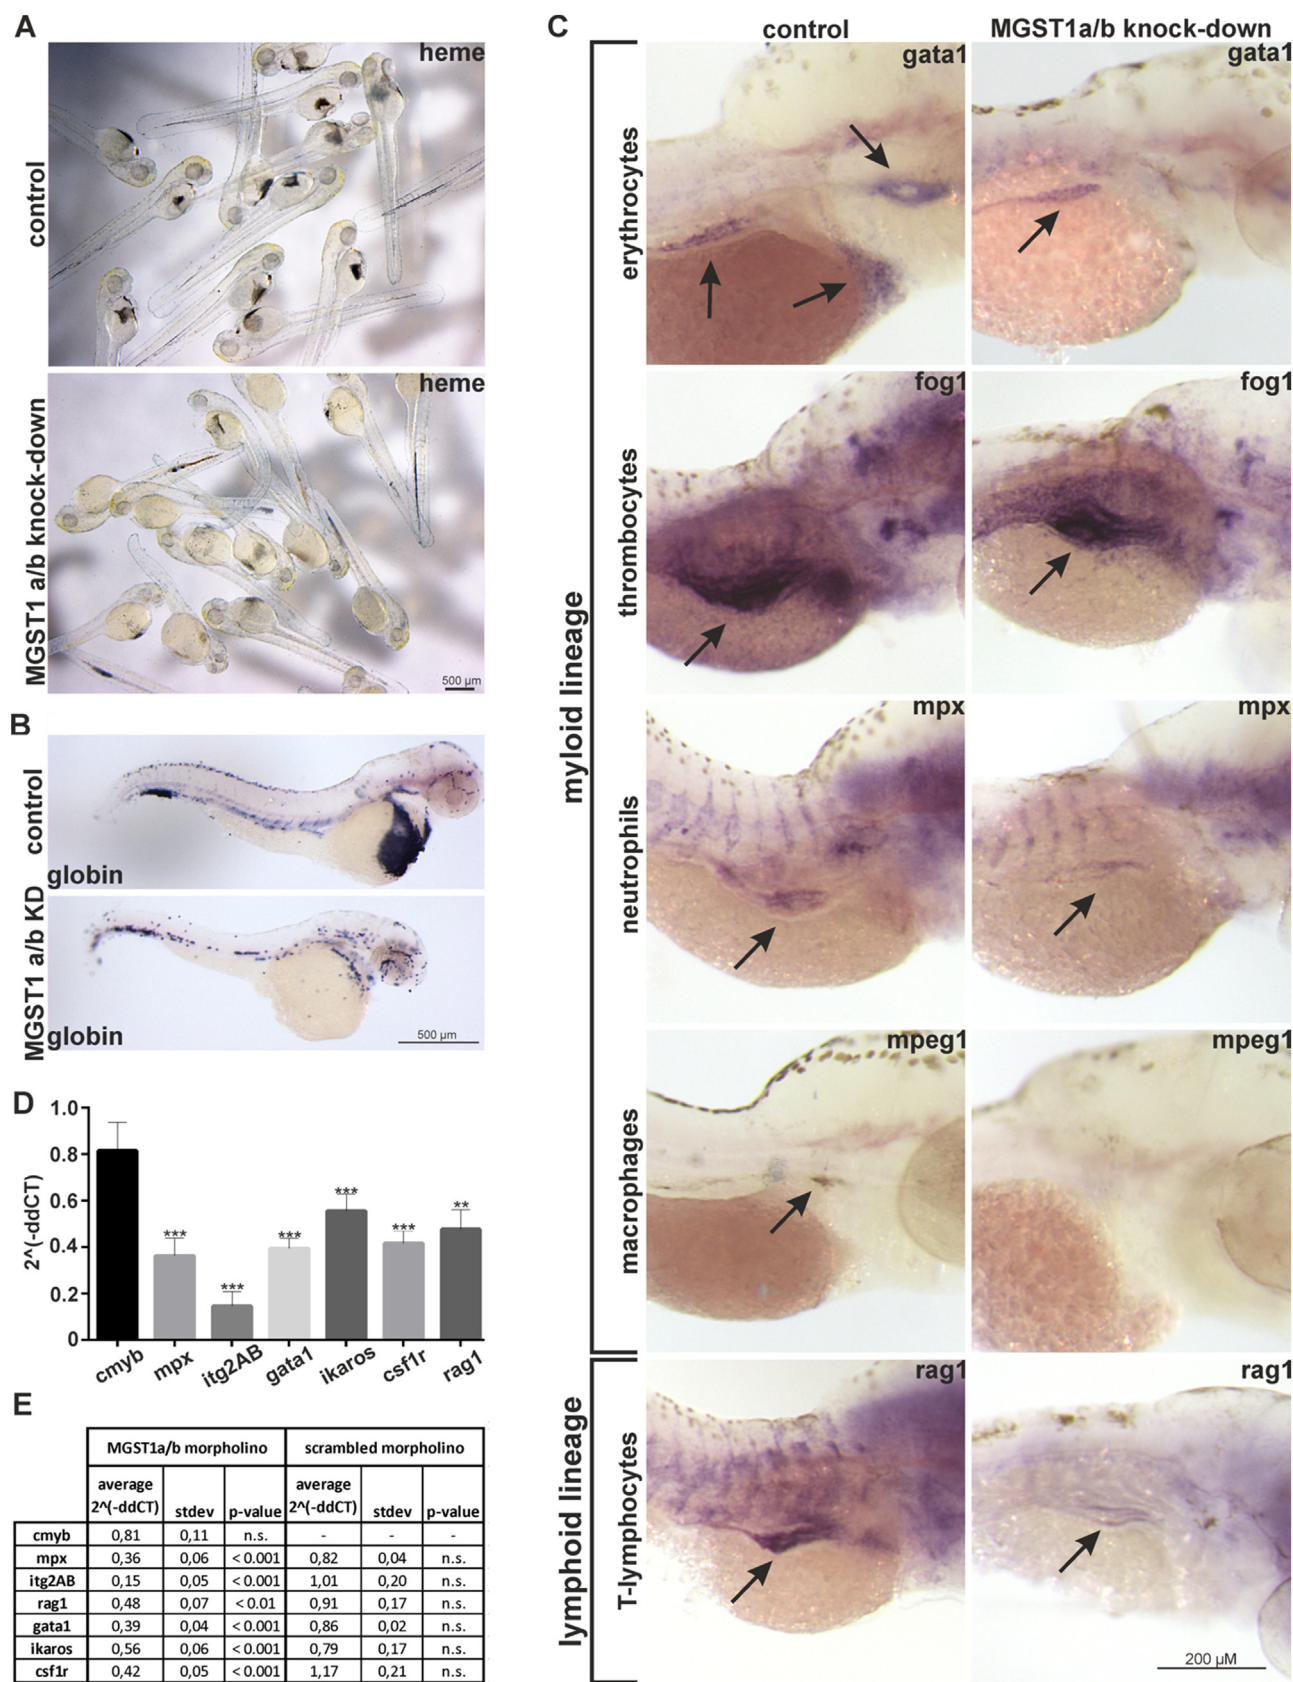 A
heme
control
heme
MGST1 a/b knock-down
500 µm
B
control
globin
MGST1 a/b KD
globin
500 µm
C
control
MGST1a/b knock-down
myloid lineage
erythrocytes
gata1
gata1
thrombocytes
fog1
fog1
neutrophils
mpx
mpx
macrophages
mpeg1
mpeg1
lymphoid lineage
T-lymphocytes
rag1
rag1
200 µM
D
2^(-ddCT)
1.0
0.8
0.6
0.4
0.2
0
***
***
***
***
***
**
cmyb
mpx
itg2AB
gata1
ikaros
csf1r
rag1
E
MGST1a/b morpholino scrambled morpholino
average 2^(-ddCT) stdev p-value average 2^(-ddCT) stdev p-value
cmyb 0,81 0,11 n.s. - - -
mpx 0,36 0,06 < 0.001 0,82 0,04 n.s.
itg2AB 0,15 0,05 < 0.001 1,01 0,20 n.s.
rag1 0,48 0,07 < 0.01 0,91 0,17 n.s.
gata1 0,39 0,04 < 0.001 0,86 0,02 n.s.
ikaros 0,56 0,06 < 0.001 0,79 0,17 n.s.
csf1r 0,42 0,05 < 0.001 1,17 0,21 n.s.